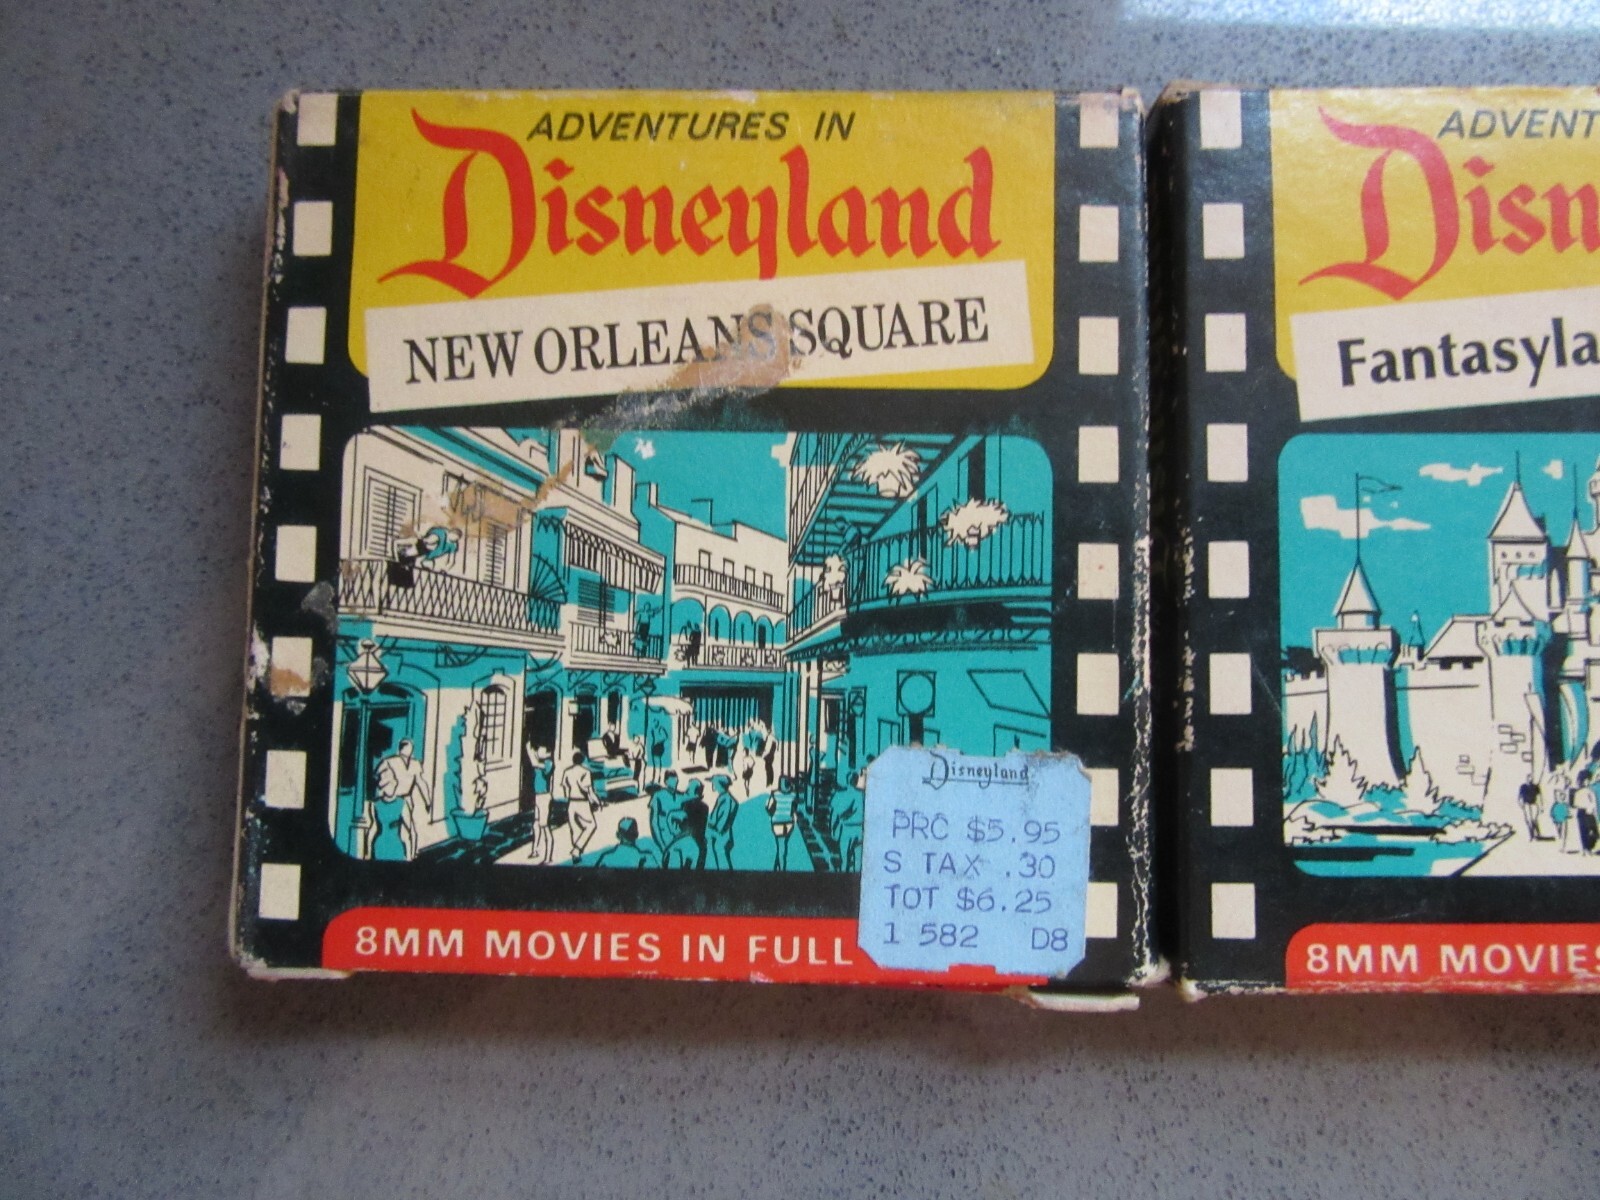 ADVENTURES IN
Disneyland
NEW ORLEANS SQUARE
8MM MOVIES IN FULL
Disneyland
PRC $5.95
S TAX .30
TOT $6.25
1 582 D8
ADVENT
Disn
Fantasyla
8MM MOVIES